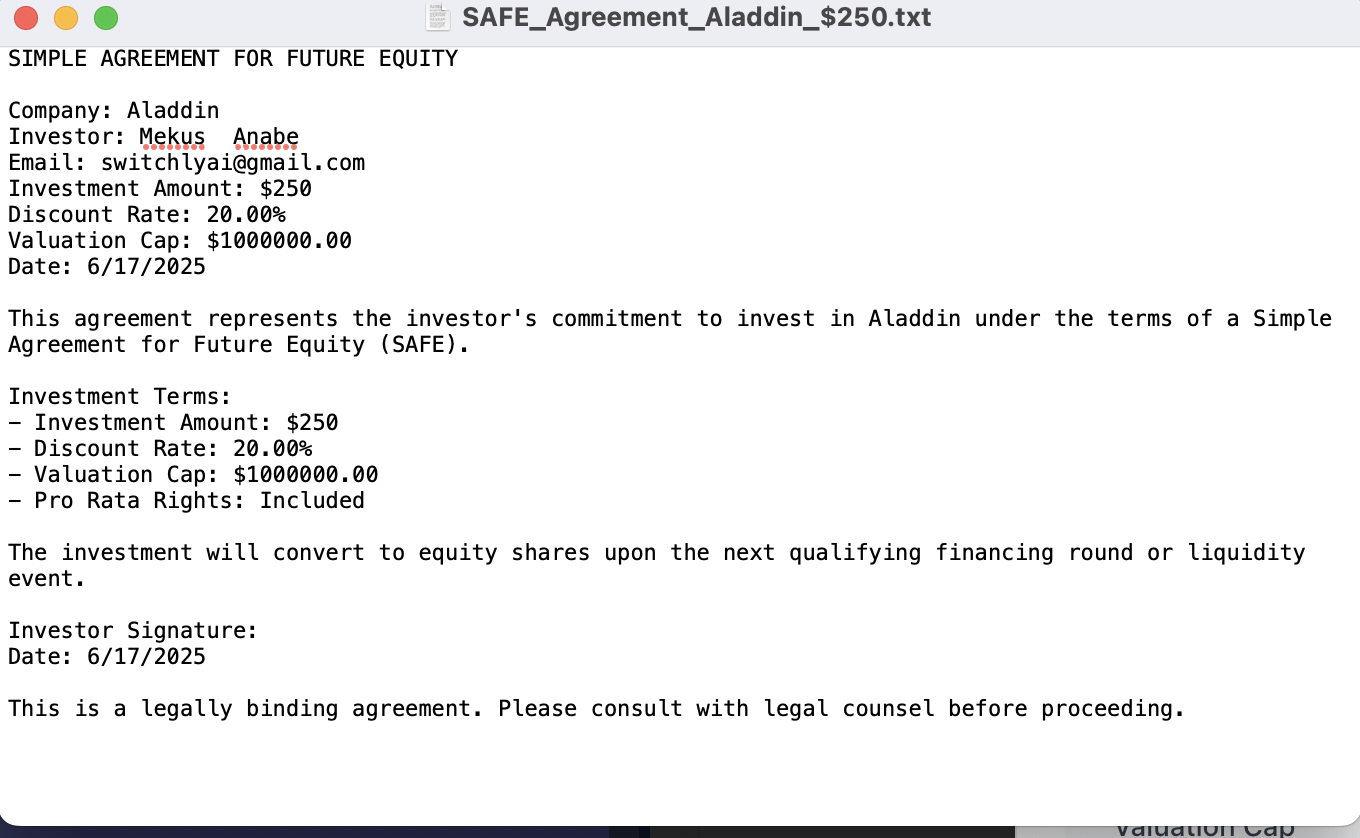 SAFE_Agreement_Aladdin_$250.txt
SIMPLE AGREEMENT FOR FUTURE EQUITY
Company: Aladdin
Investor: Mekus  Anabe
Email: switchlyai@gmail.com
Investment Amount: $250
Discount Rate: 20.00%
Valuation Cap: $1000000.00
Date: 6/17/2025
This agreement represents the investor's commitment to invest in Aladdin under the terms of a Simple
Agreement for Future Equity (SAFE).
Investment Terms:
- Investment Amount: $250
- Discount Rate: 20.00%
- Valuation Cap: $1000000.00
- Pro Rata Rights: Included
The investment will convert to equity shares upon the next qualifying financing round or liquidity
event.
Investor Signature:
Date: 6/17/2025
This is a legally binding agreement. Please consult with legal counsel before proceeding.
Valuation Cap